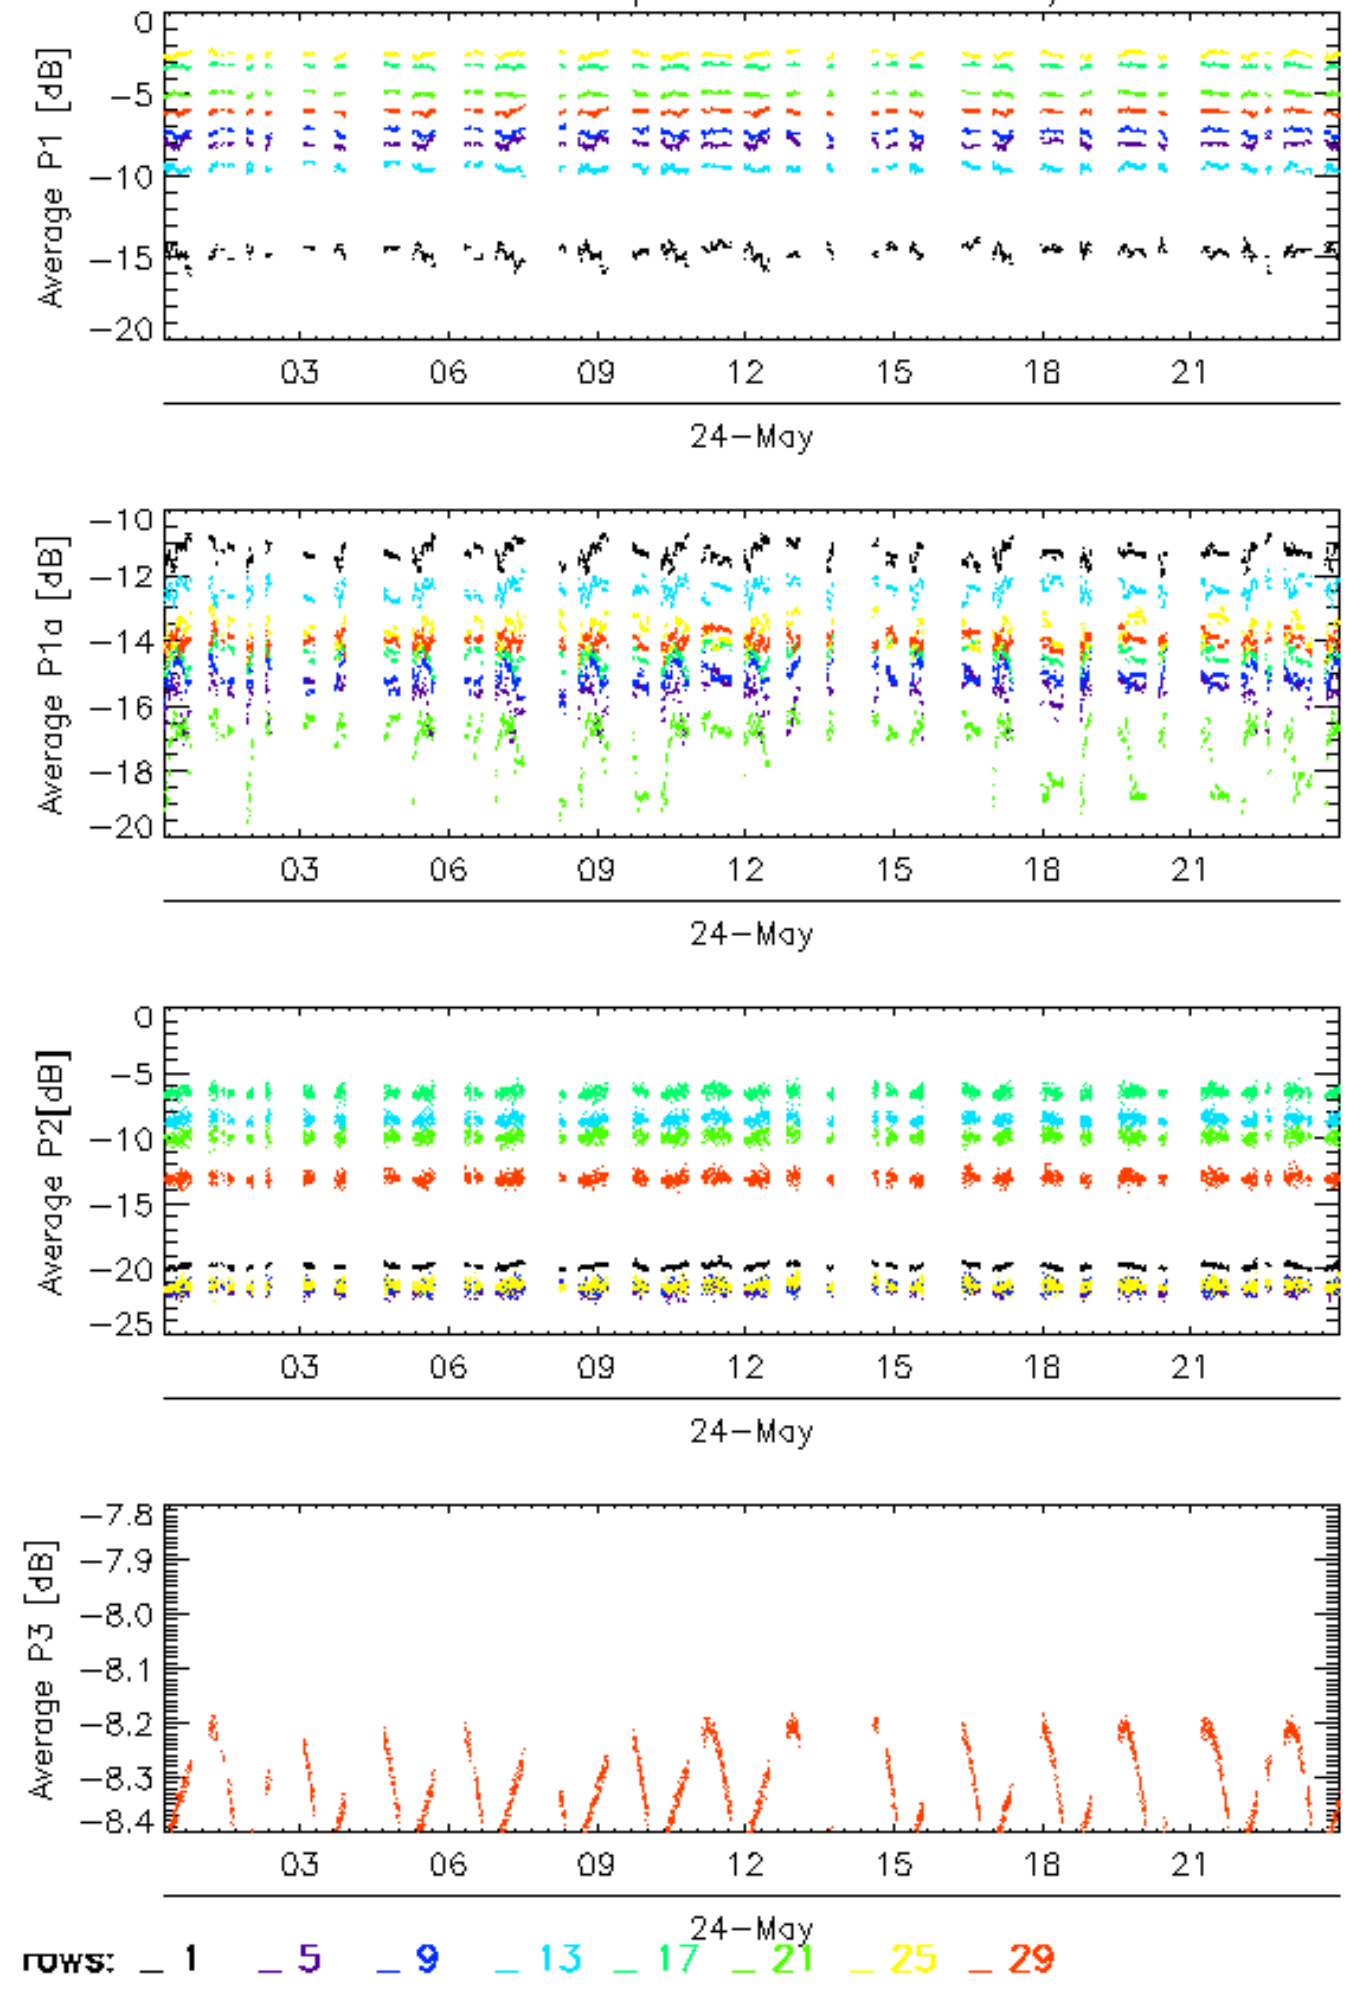 0
−5
−10
−15
−20
Average P1 [dB]
03 06 09 12 15 18 21
24−May
−10
−12
−14
−16
−18
−20
Average P1a [dB]
03 06 09 12 15 18 21
24−May
0
−5
−10
−15
−20
−25
Average P2[dB]
03 06 09 12 15 18 21
24−May
−7.8
−7.9
−8.0
−8.1
−8.2
−8.3
−8.4
Average P3 [dB]
03 06 09 12 15 18 21
24−May
rows: _ 1 _ 5 _ 9 _ 13 _ 17 _ 21 _ 25 _ 29